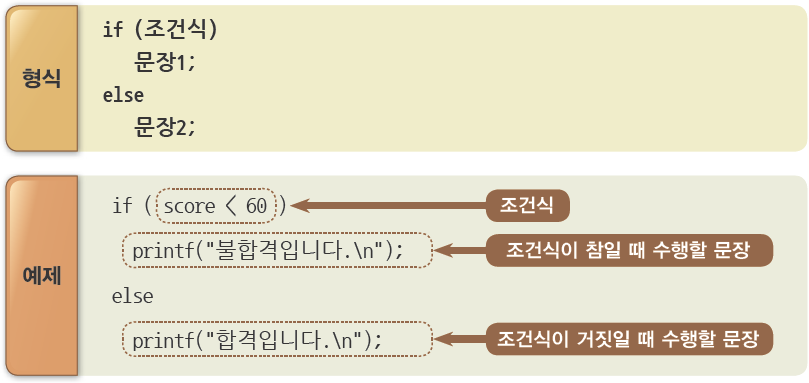 형식
if (조건식)
문장1;
else
문장2;
예제
if ( score < 60 ) 조건식
printf("불합격입니다.\n"); 조건식이 참일 때 수행할 문장
else
printf("합격입니다.\n"); 조건식이 거짓일 때 수행할 문장